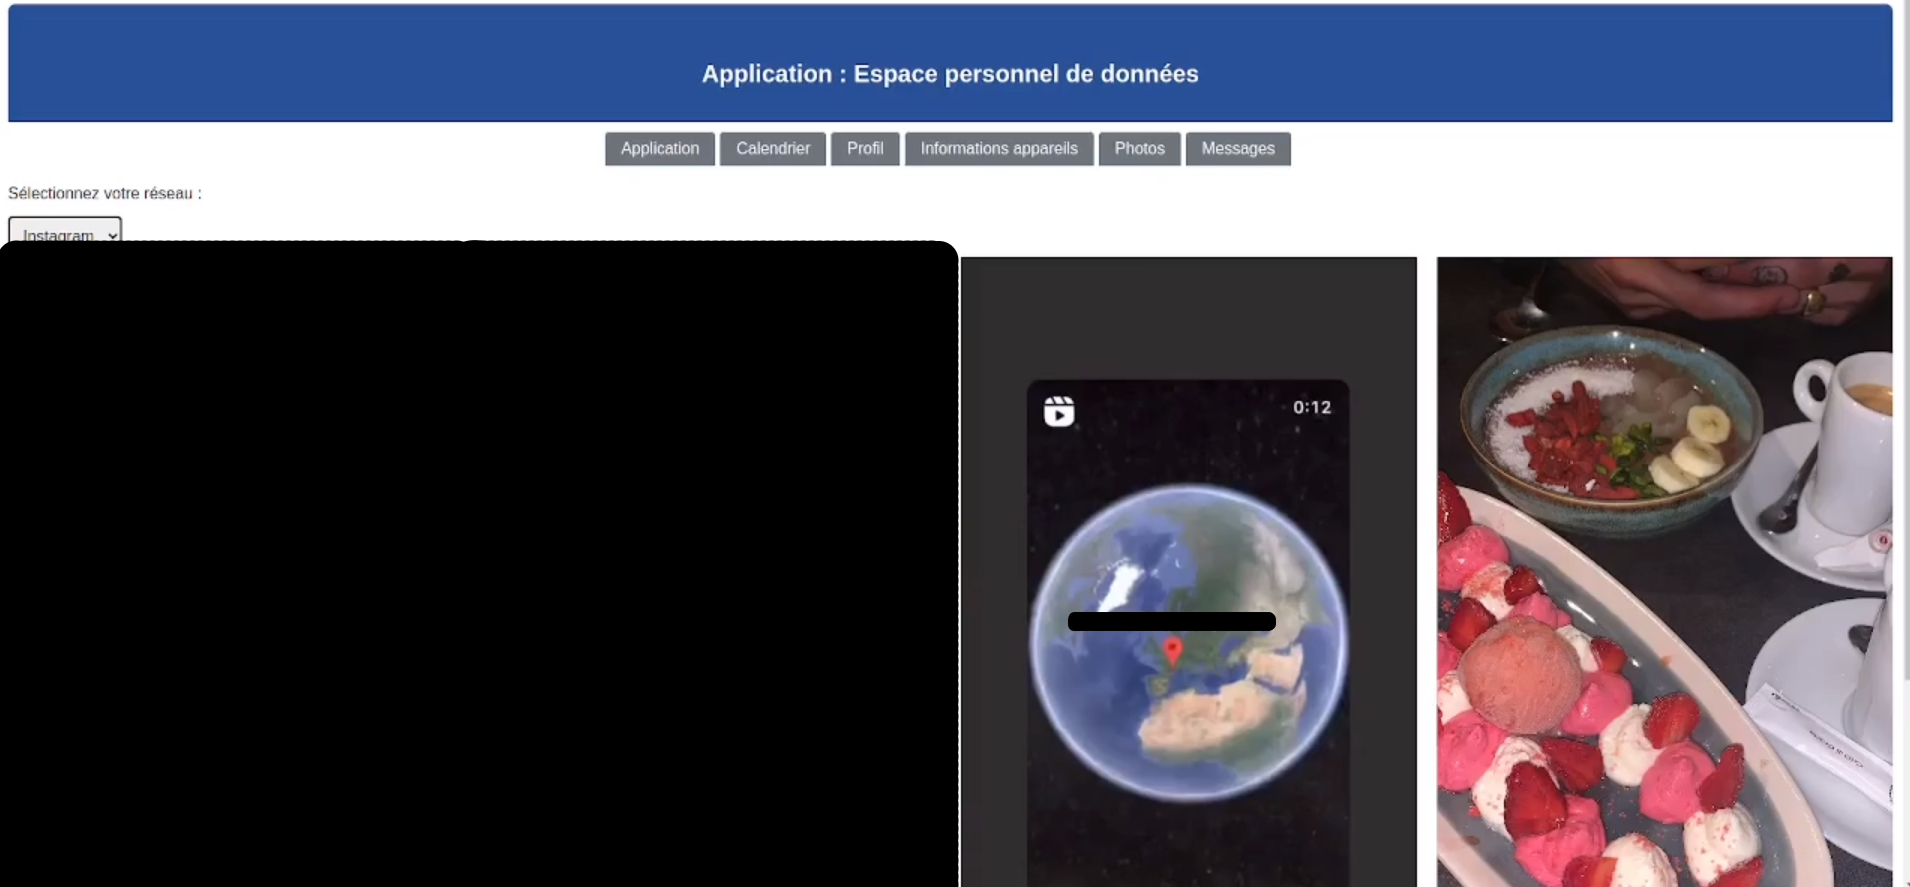 Application : Espace personnel de données
Application
Calendrier
Profil
Informations appareils
Photos
Messages
Sélectionnez votre réseau :
Instagram
0:12